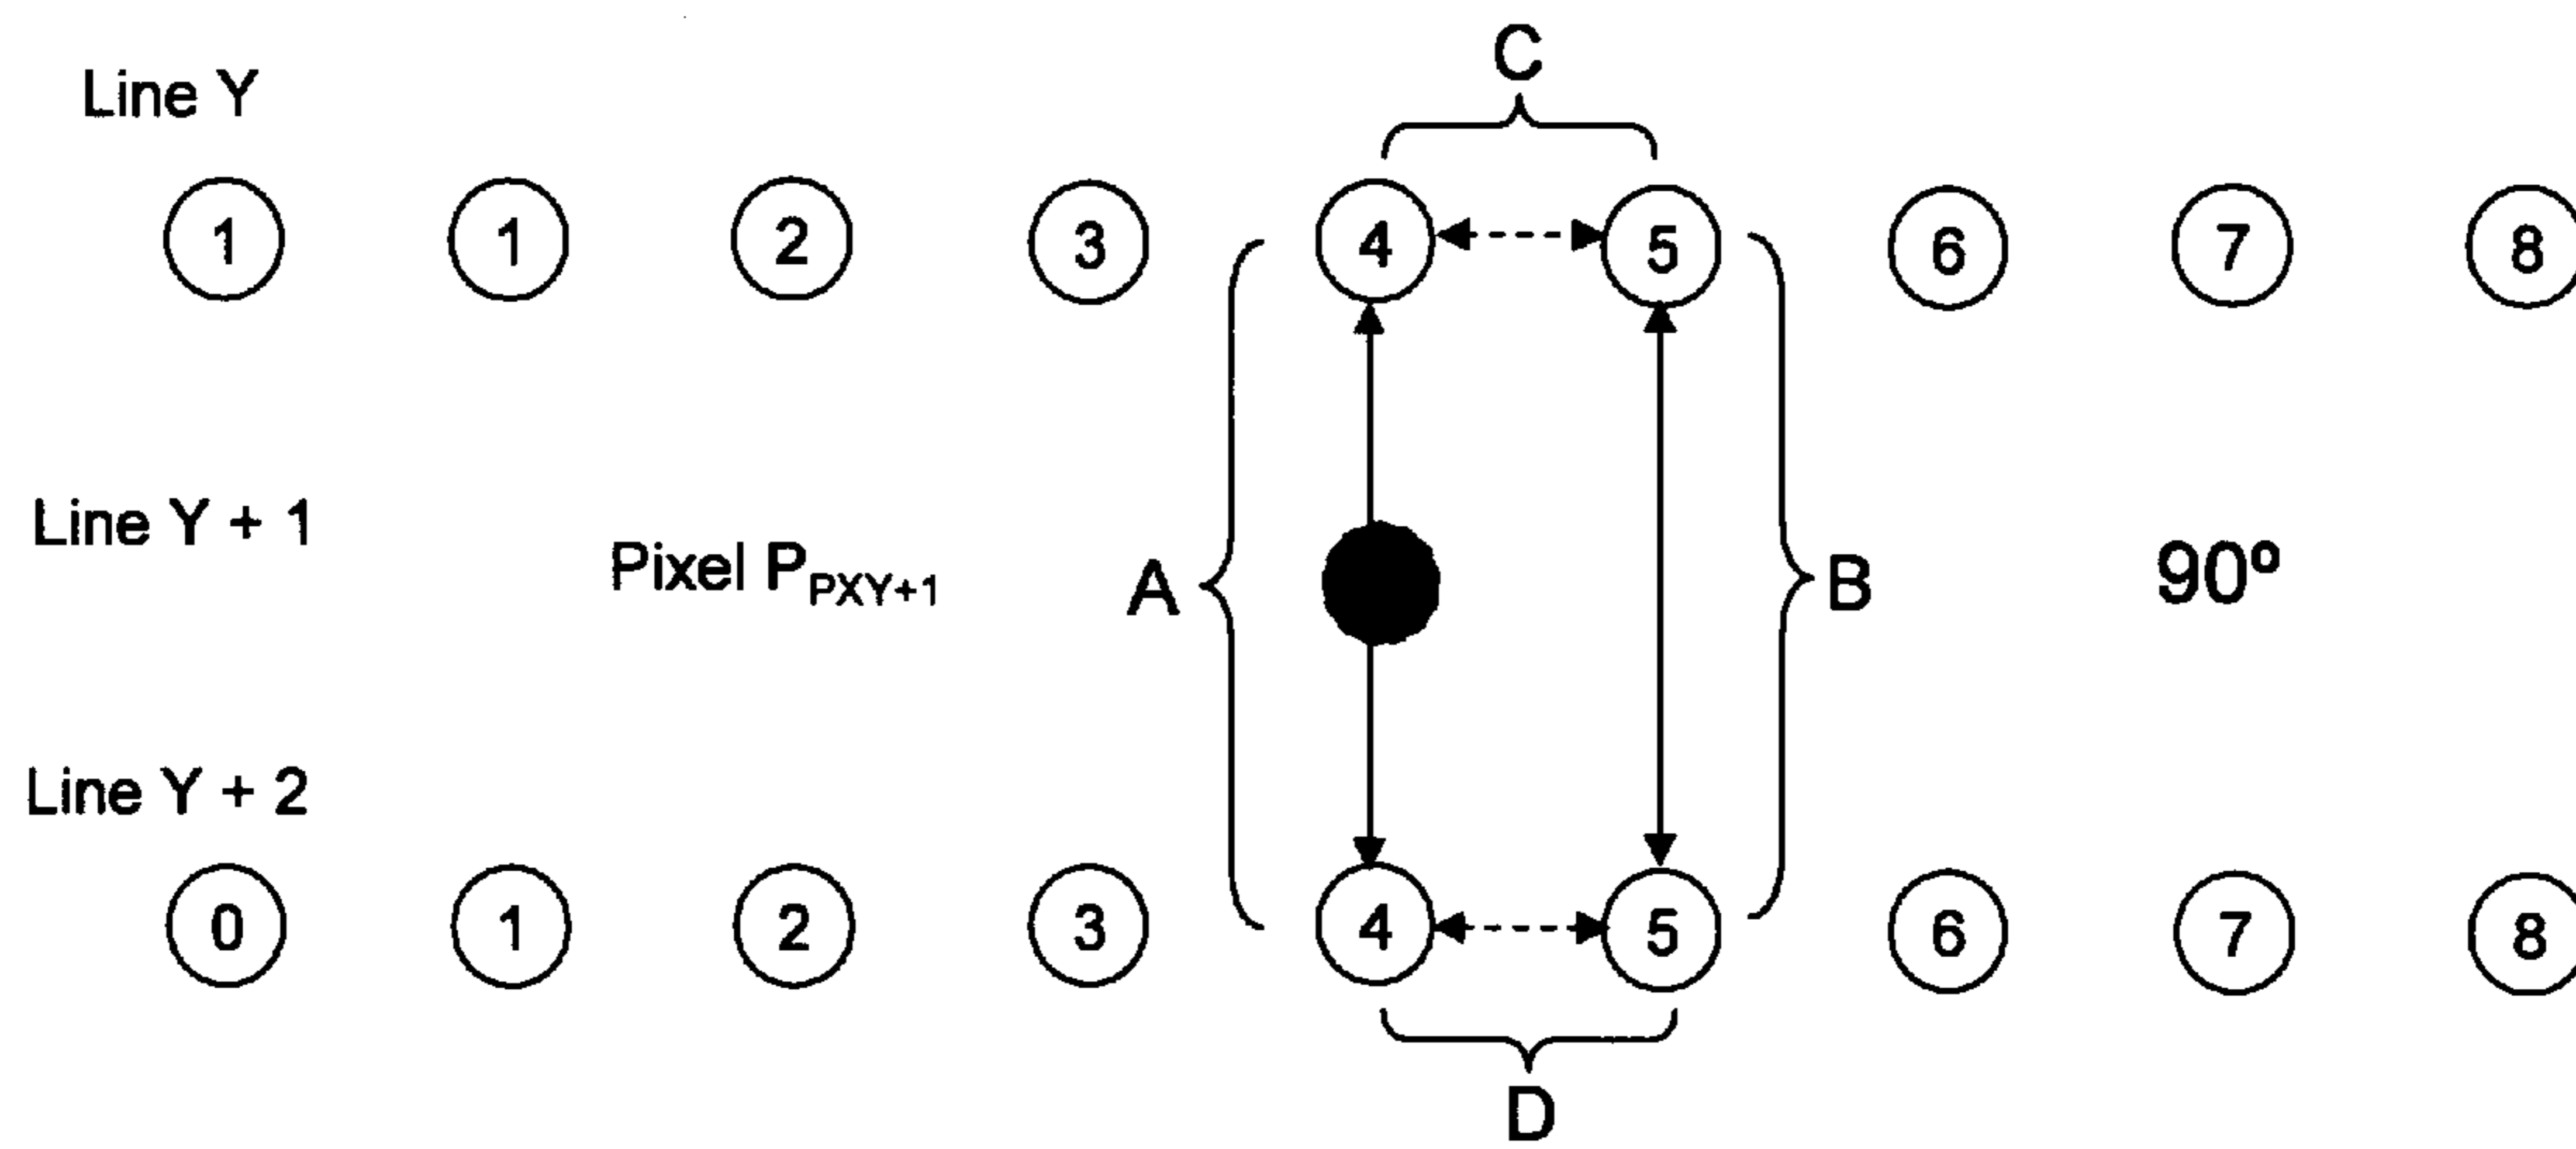 C
Line Y
1 1 2 3 4 5 6 7 8
Line Y + 1
Pixel P_PXY+1 A B 90º
Line Y + 2
0 1 2 3 4 5 6 7 8
D